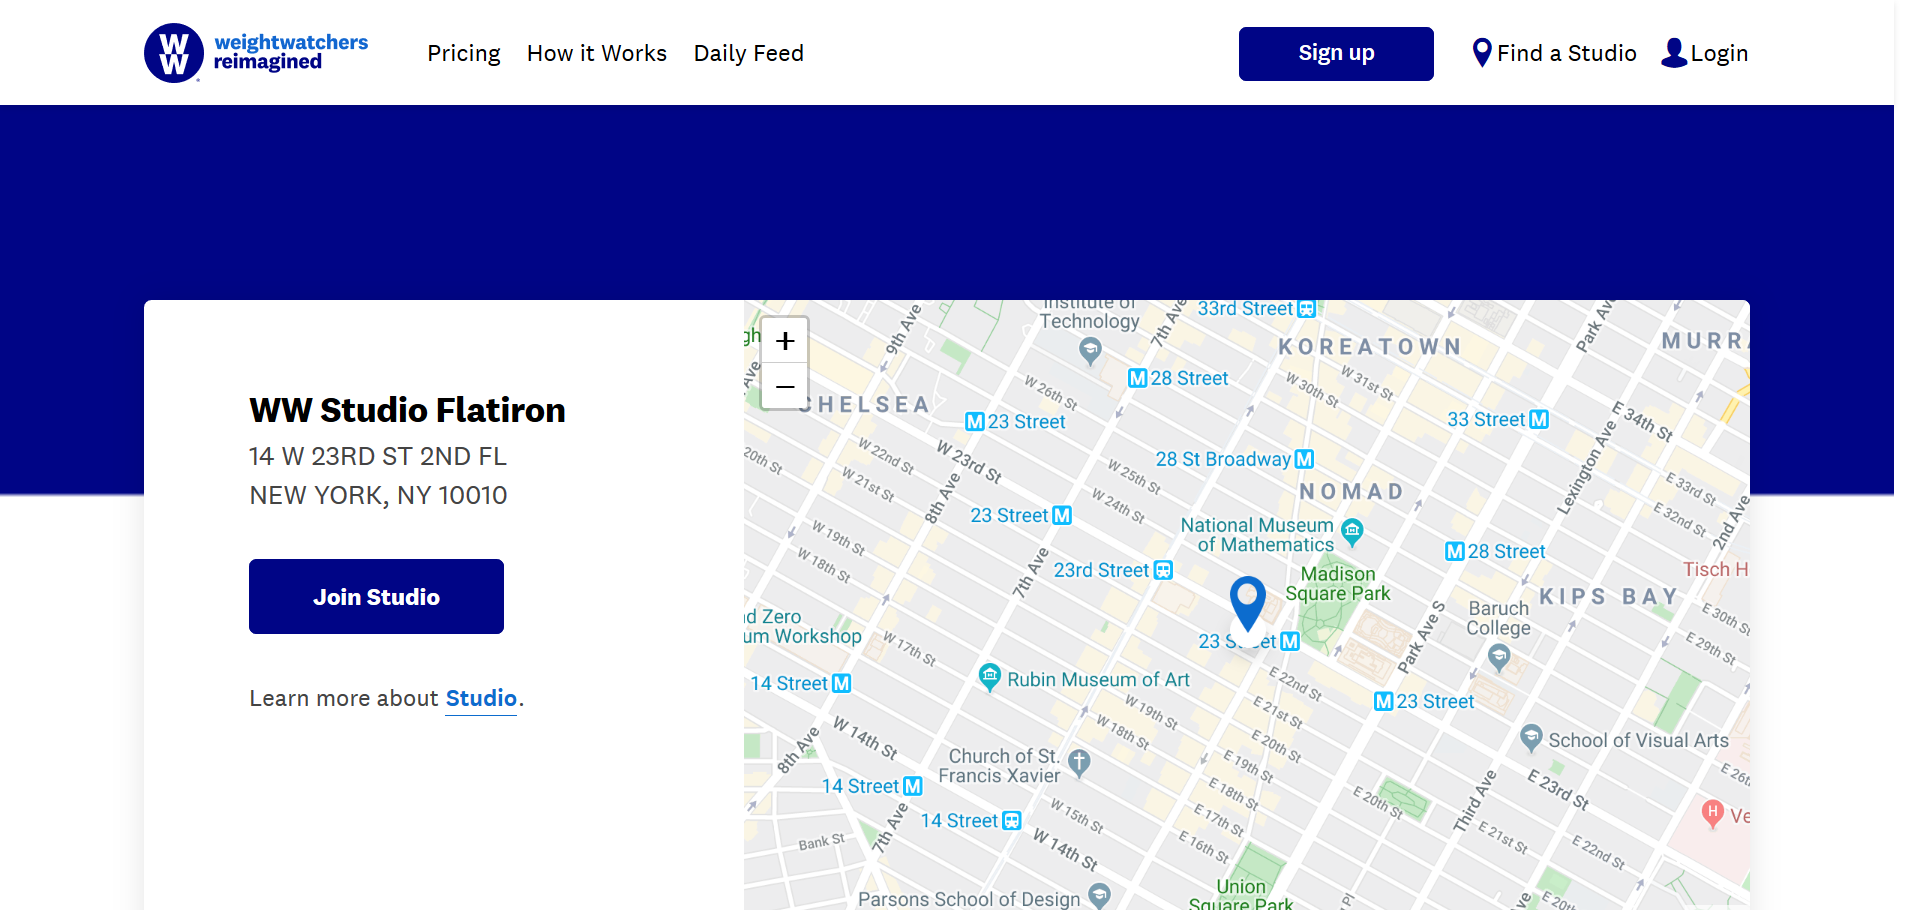 WW
weightwatchers
reimagined
Pricing
How it Works
Daily Feed
Sign up
Find a Studio
Login
WW Studio Flatiron
14 W 23RD ST 2ND FL
NEW YORK, NY 10010
Join Studio
Learn more about Studio.
+
−
Institute of
Technology
33rd Street
9th Ave
7th Ave
Park Ave
KOREATOWN
28 Street
W 26th St
W 30th St
W 31st St
CHELSEA
23 Street
33 Street
E 34th St
20th St
W 22nd St
W 23rd St
28 St Broadway
W 25th St
Lexington Ave
W 21st St
8th Ave
W 24th St
NOMAD
E 33rd St
E 32nd St
2nd Ave
23 Street
W 19th St
W 18th St
National Museum
of Mathematics
28 Street
7th Ave
23rd Street
Madison
Square Park
Tisch H
KIPS BAY
Baruch
College
E 30th St
E 29th St
um Workshop
W 17th St
23 Street
Park Ave S
14 Street
Rubin Museum of Art
E 22nd St
23 Street
W 19th St
W 18th St
E 21st St
E 20th St
E 19th St
E 18th St
E 17th St
E 16th St
School of Visual Arts
8th Ave
W 14th St
Church of St.
Francis Xavier
14 Street
W 15th St
E 20th St
Third Ave
E 23rd St
E 21st St
E 22nd St
14 Street
7th Ave
Bank St
W 14th St
H
Parsons School of Design
Union
Square Park